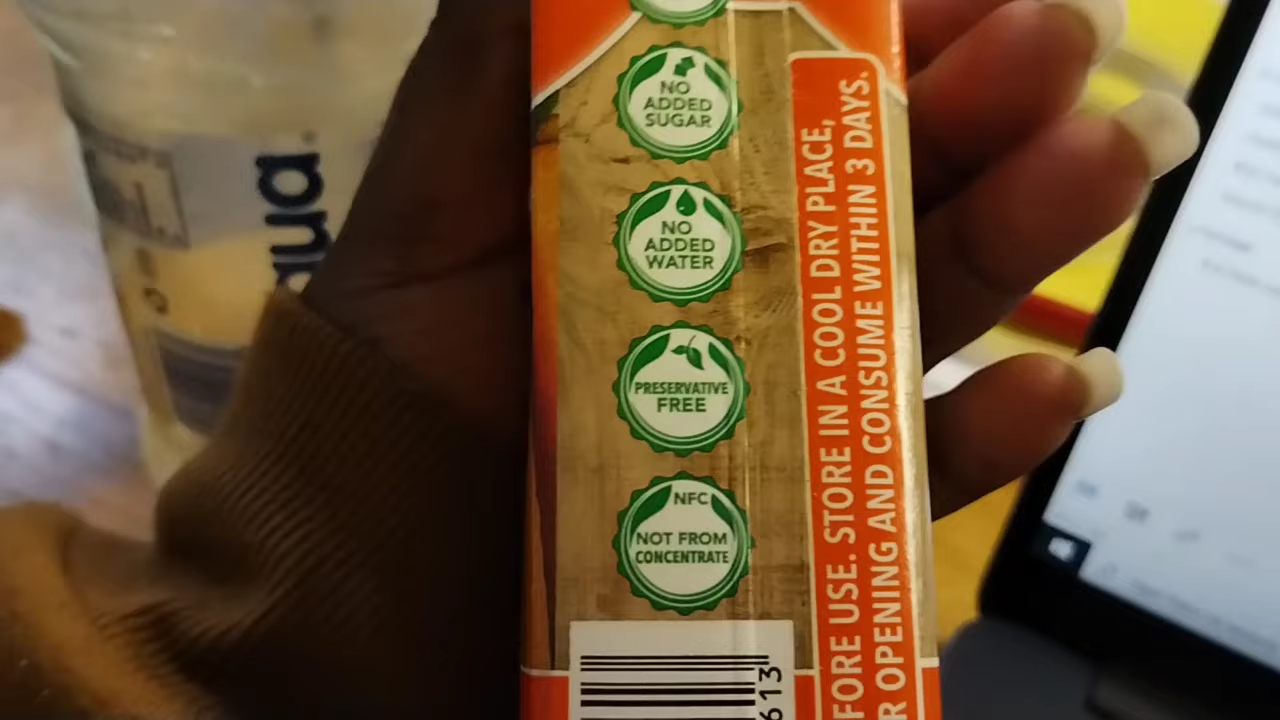 NO
ADDED
SUGAR
NO
ADDED
WATER
PRESERVATIVE
FREE
NFC
NOT FROM
CONCENTRATE
FORE USE. STORE IN A COOL DRY PLACE,
R OPENING AND CONSUME WITHIN 3 DAYS.
613
qua